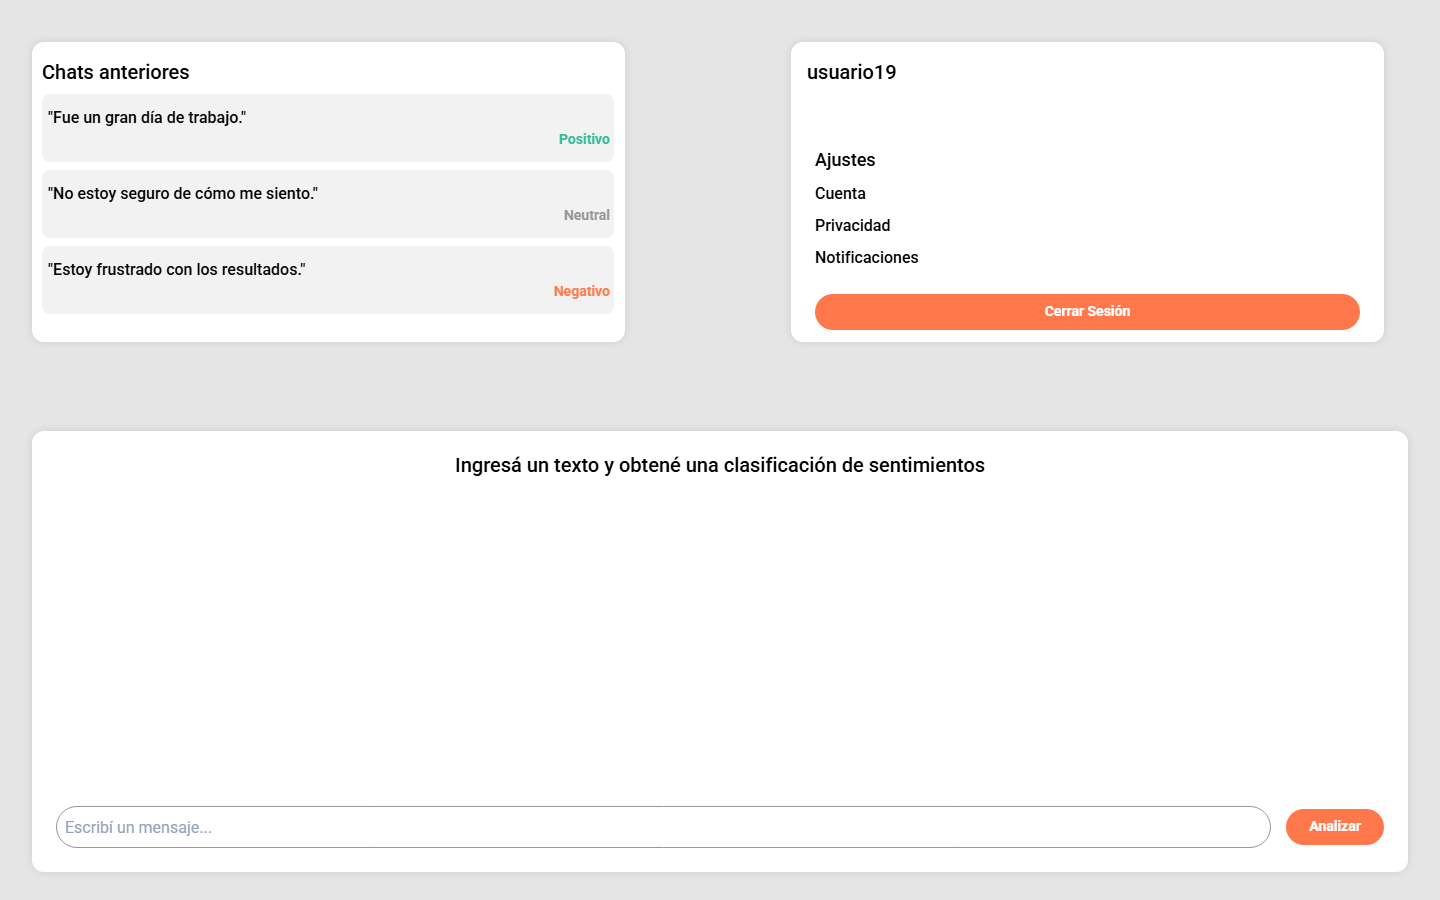 Chats anteriores
"Fue un gran día de trabajo."
Positivo
"No estoy seguro de cómo me siento."
Neutral
"Estoy frustrado con los resultados."
Negativo
usuario19
Ajustes
Cuenta
Privacidad
Notificaciones
Cerrar Sesión
Ingresá un texto y obtené una clasificación de sentimientos
Escribí un mensaje...
Analizar